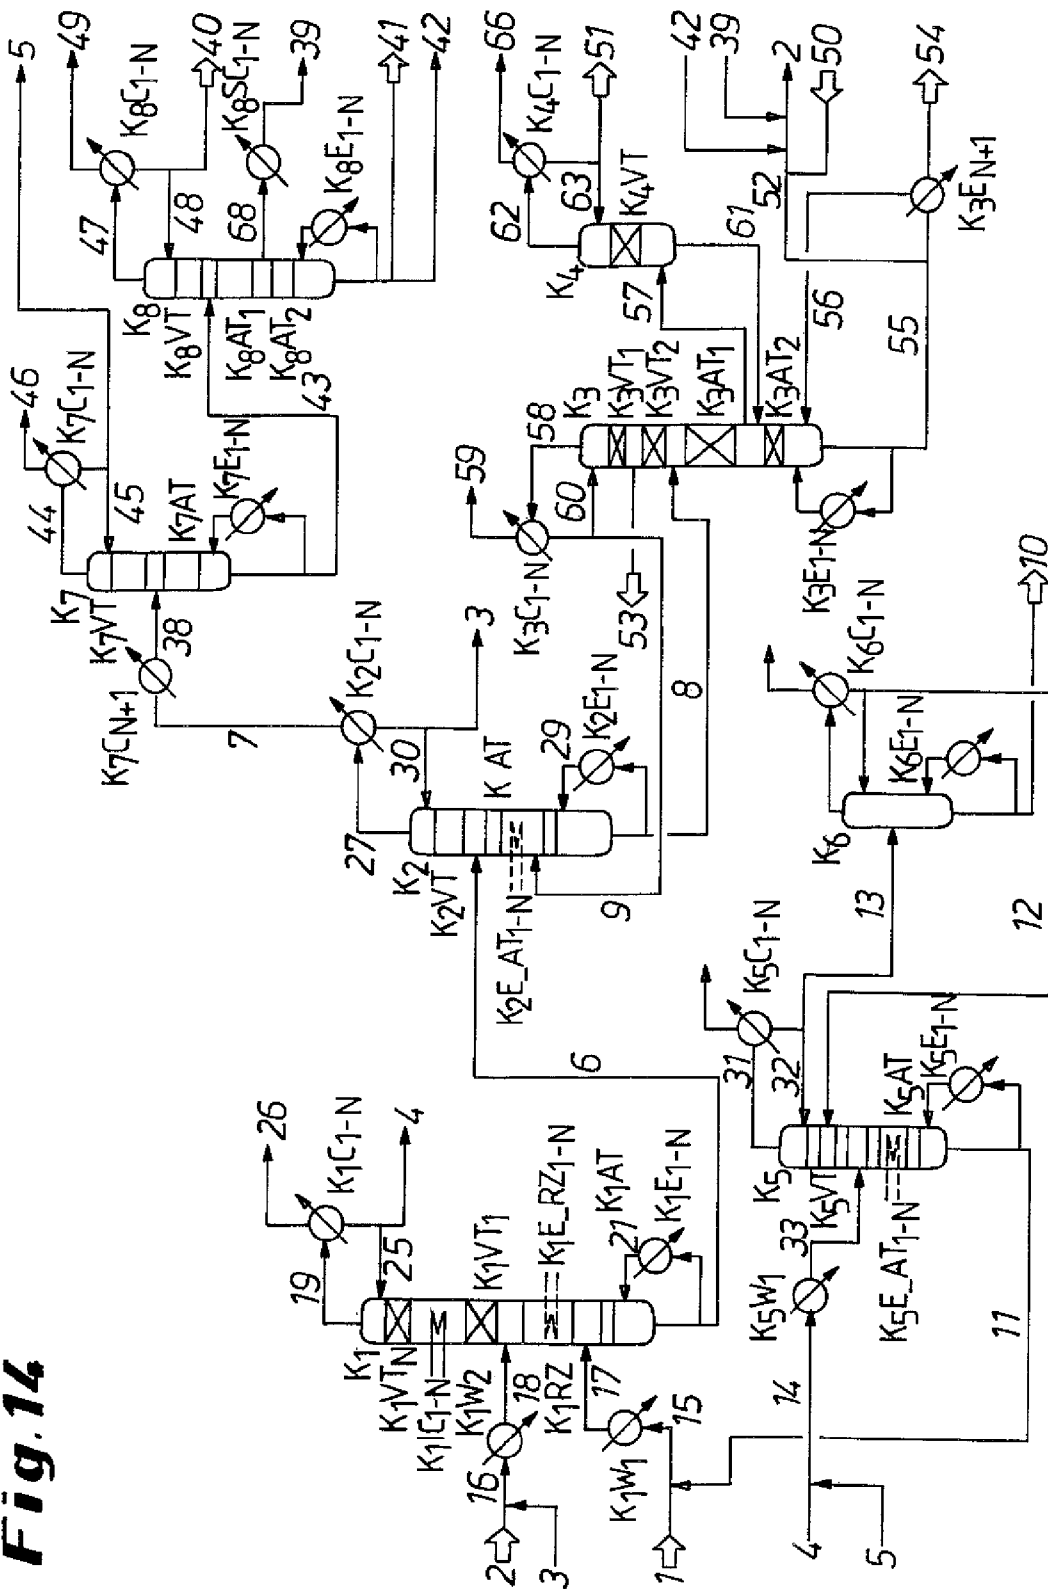 Fig.14
2
3
16
K1W2
18
1
15
K1W1
17
K1RZ
K1
K1VTN
K1IC1-N
19
25
26
K1C1-N
4
K1VT1
K1E_RZ1-N
K1AT
21
K1E1-N
6
4
5
14
K5W1
33
11
K5
K5VT
K5E_AT1-N
31
32
K5C1-N
K5AT
K5E1-N
13
12
K6
K6C1-N
K6E1-N
10
K2
K2VT
K2E_AT1-N
27
30
K2C1-N
3
K AT
29
K2E1-N
9
8
7
K7CN+1
38
K7
K7VT
44
45
46
K7C1-N
K7AT
K7E1-N
43
5
K8
K8VT
K8AT1
K8AT2
47
48
49
K8C1-N
40
68
K8SC1-N
39
K8E1-N
41
42
K3C1-N
59
58
60
53
K3
K3VT1
K3VT2
K3AT1
K3AT2
K3E1-N
57
K4
K4VT
62
63
66
K4C1-N
51
61
52
42
39
2
50
56
55
54
K3EN+1